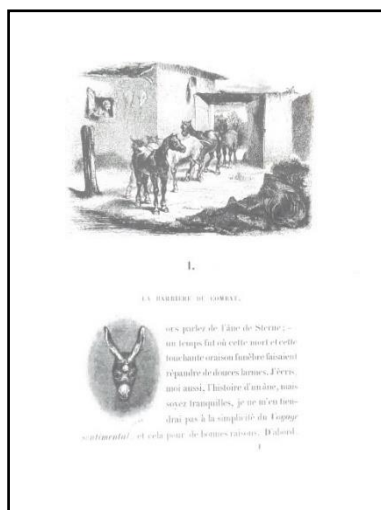 I.
LA BARRIÈRE DU COMBAT.
ors parler de l'âne de Sterne; —
un temps fut où cette mort et cette
touchante oraison funèbre faisaient
répandre de douces larmes. J'écris,
moi aussi, l'histoire d'un âne, mais
soyez tranquilles, je ne m'en tien-
drai pas à la simplicité du Voyage
sentimental, et cela pour de bonnes raisons. D'abord,
1